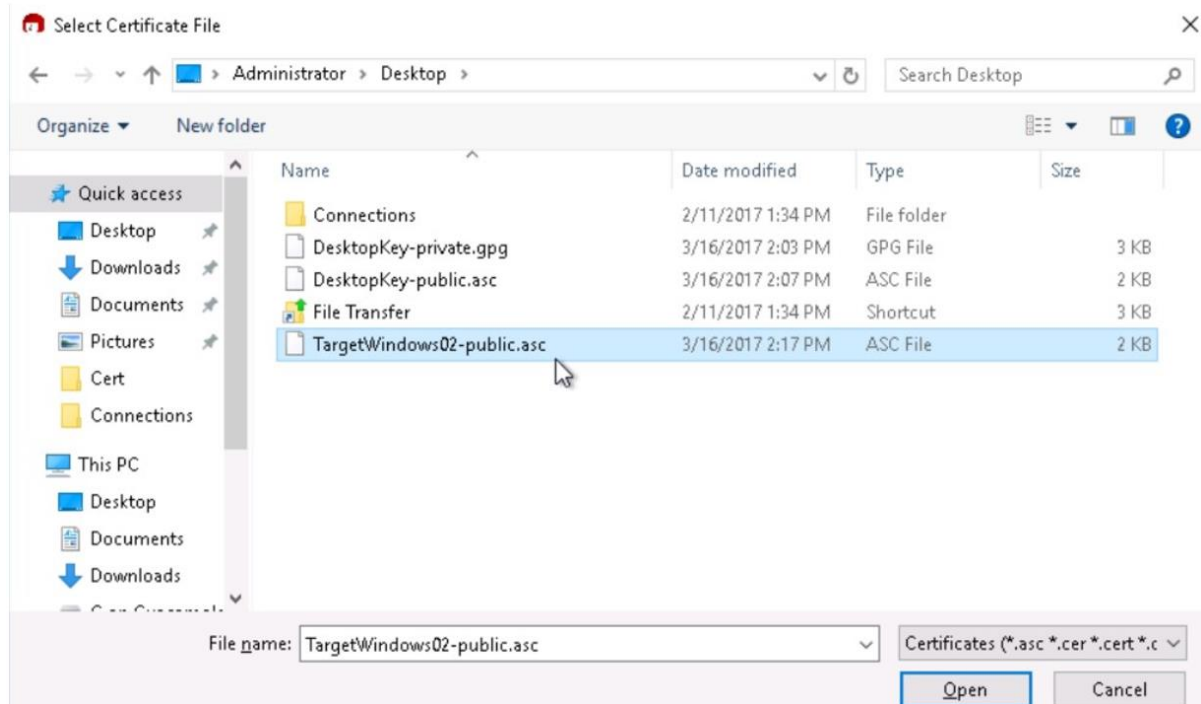 Select Certificate File
Administrator > Desktop >
Search Desktop
Organize
New folder
Name Date modified Type Size
Quick access
Desktop
Downloads
Documents
Pictures
Cert
Connections
This PC
Desktop
Documents
Downloads
Connections 2/11/2017 1:34 PM File folder
DesktopKey-private.gpg 3/16/2017 2:03 PM GPG File 3 KB
DesktopKey-public.asc 3/16/2017 2:07 PM ASC File 2 KB
File Transfer 2/11/2017 1:34 PM Shortcut 3 KB
TargetWindows02-public.asc 3/16/2017 2:17 PM ASC File 2 KB
File name: TargetWindows02-public.asc
Certificates (*.asc *.cer *.cert *.c
Open Cancel